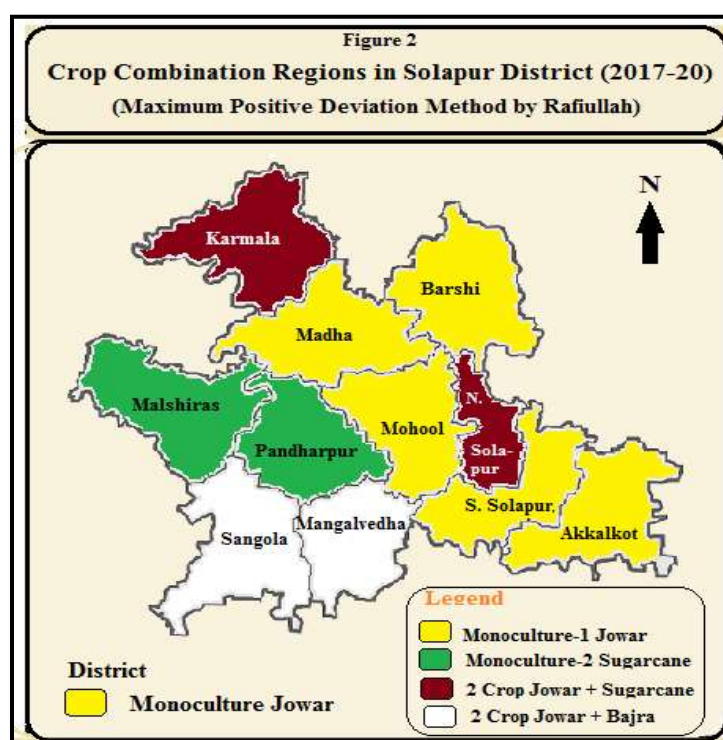 Figure 2
Crop Combination Regions in Solapur District (2017-20)
(Maximum Positive Deviation Method by Rafiullah)
N
Karmala
Barshi
Madha
Malshiras
N.
Mohool
Pandharpur
Sola-
pur
S. Solapur.
Mangalvedha
Akkalkot
Sangola
Legend
Monoculture-1 Jowar
Monoculture-2 Sugarcane
2 Crop Jowar + Sugarcane
2 Crop Jowar + Bajra
District
Monoculture Jowar